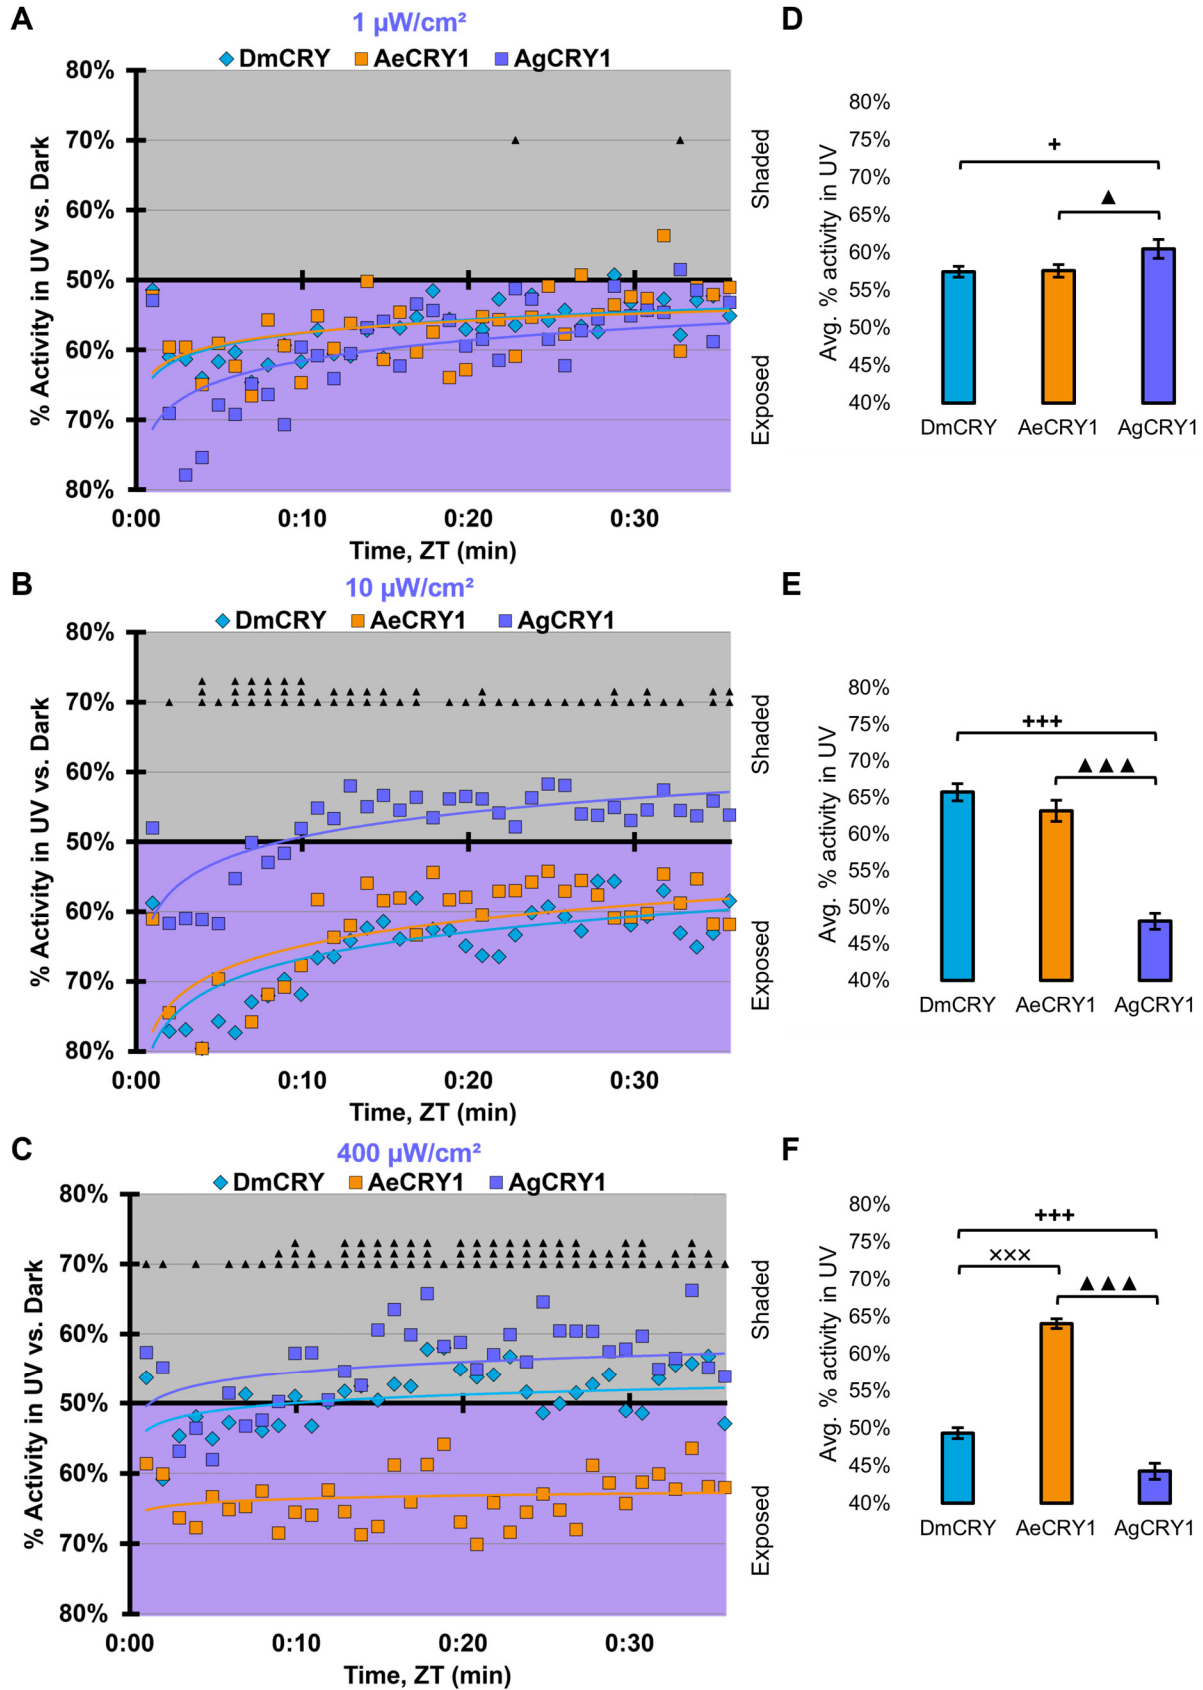 A
1 µW/cm²
DmCRY AeCRY1 AgCRY1
80%
70%
60%
50%
60%
70%
80%
% Activity in UV vs. Dark
Shaded
Exposed
0:00 0:10 0:20 0:30
Time, ZT (min)
D
80%
75%
70%
65%
60%
55%
50%
45%
40%
Avg. % activity in UV
+
▲
DmCRY AeCRY1 AgCRY1
B
10 µW/cm²
DmCRY AeCRY1 AgCRY1
80%
70%
60%
50%
60%
70%
80%
% Activity in UV vs. Dark
Shaded
Exposed
0:00 0:10 0:20 0:30
Time, ZT (min)
E
80%
75%
70%
65%
60%
55%
50%
45%
40%
Avg. % activity in UV
+++
▲▲▲
DmCRY AeCRY1 AgCRY1
C
400 µW/cm²
DmCRY AeCRY1 AgCRY1
80%
70%
60%
50%
60%
70%
80%
% Activity in UV vs. Dark
Shaded
Exposed
0:00 0:10 0:20 0:30
Time, ZT (min)
F
80%
75%
70%
65%
60%
55%
50%
45%
40%
Avg. % activity in UV
+++
×××
▲▲▲
DmCRY AeCRY1 AgCRY1